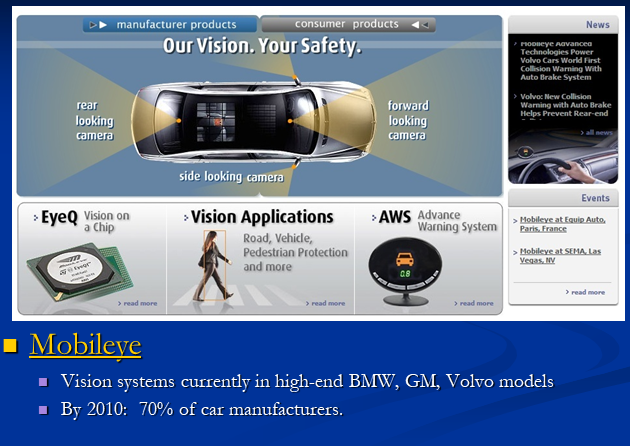 manufacturer products
consumer products
Our Vision. Your Safety.
rear
looking
camera
forward
looking
camera
side looking camera
News
Mobileye Advanced
Technologies Power
Volvo Cars World First
Collision Warning With
Auto Brake System
Volvo: New Collision
Warning with Auto Brake
Helps Prevent Rear-end
all news
EyeQ Vision on
a Chip
read more
Vision Applications
Road, Vehicle,
Pedestrian Protection
and more
read more
AWS Advance
Warning System
0.8
read more
Events
Mobileye at Equip Auto,
Paris, France
Mobileye at SEMA, Las
Vegas, NV
read more
Mobileye
Vision systems currently in high-end BMW, GM, Volvo models
By 2010: 70% of car manufacturers.